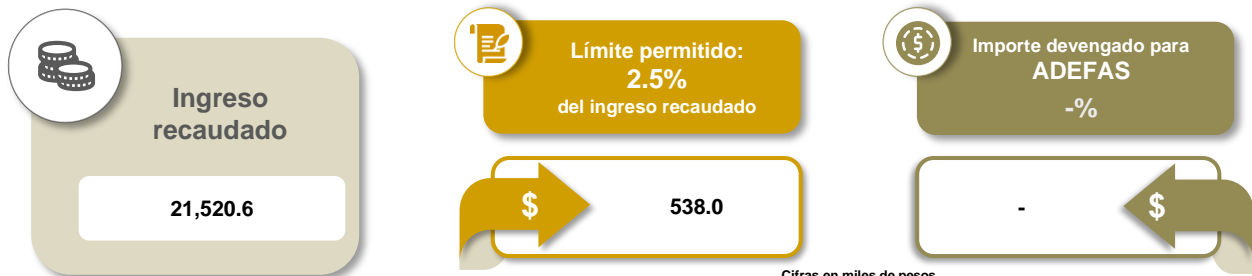 Ingreso
recaudado
21,520.6
Límite permitido:
2.5%
del ingreso recaudado
$
538.0
Importe devengado para
ADEFAS
-%
-
$
Cifras en miles de pesos